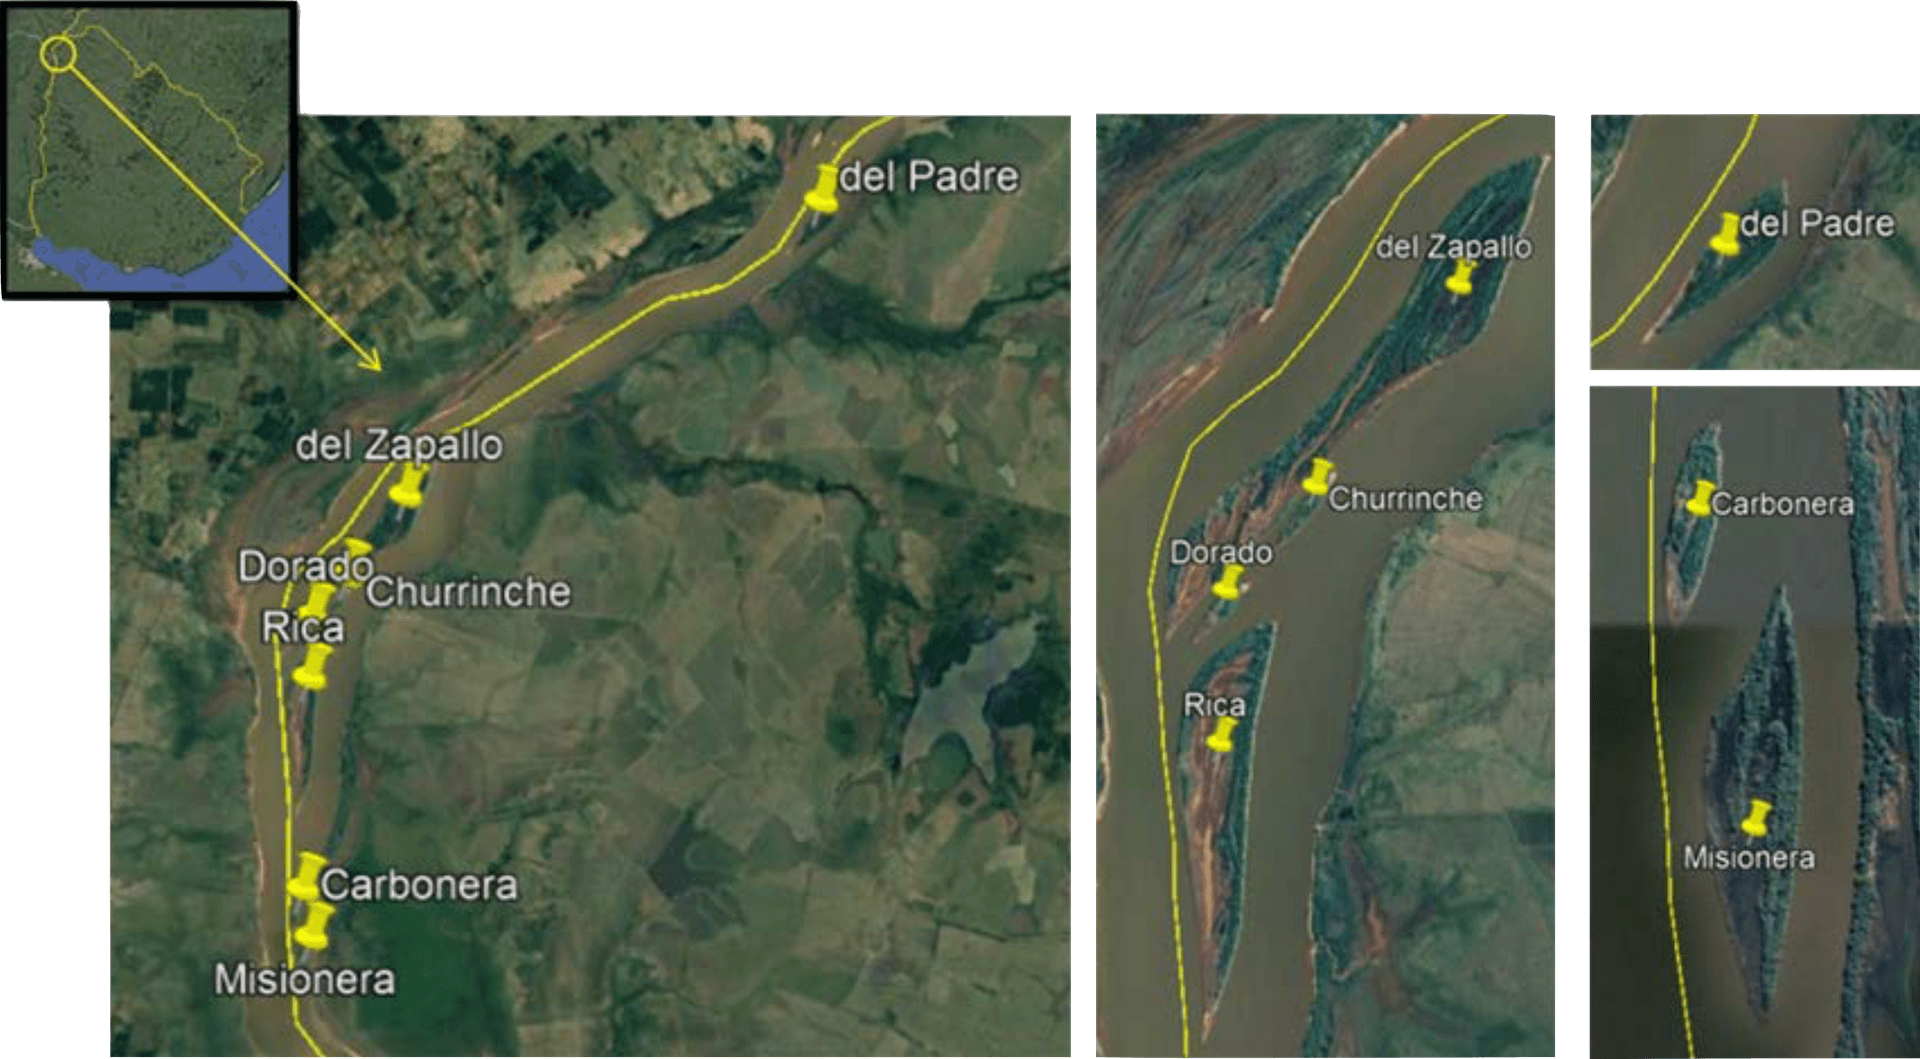 del Padre
del Zapallo
Dorado
Churrinche
Rica
Carbonera
Misionera
del Zapallo
Churrinche
Dorado
Rica
del Padre
Carbonera
Misionera